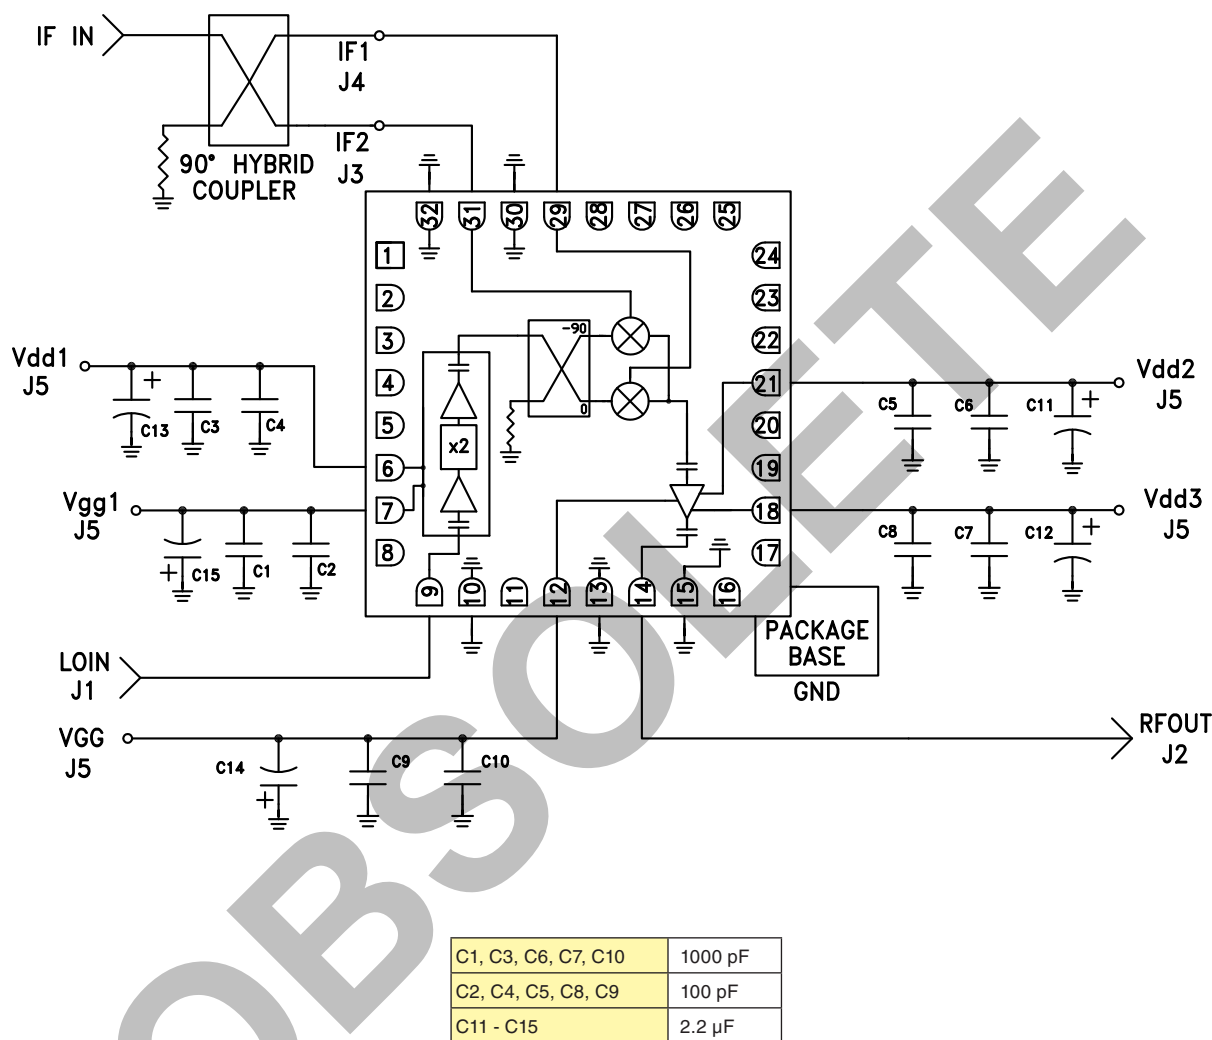 IF IN
IF1
J4
IF2
J3
90° HYBRID
COUPLER
32 31 30 29 28 27 26 25
1
2
3
4
5
6
7
8
24
23
22
21
20
19
18
17
-90
0
x2
Vdd1
J5
+
C13
C3
C4
Vgg1
J5
+
C15
C1
C2
Vdd2
J5
C5
C6
C11
+
Vdd3
J5
C8
C7
C12
+
9 10 11 12 13 14 15 16
PACKAGE
BASE
GND
LOIN
J1
VGG
J5
C14
+
C9
C10
RFOUT
J2
OBSOLETE
C1, C3, C6, C7, C10 1000 pF
C2, C4, C5, C8, C9 100 pF
C11 - C15 2.2 µF